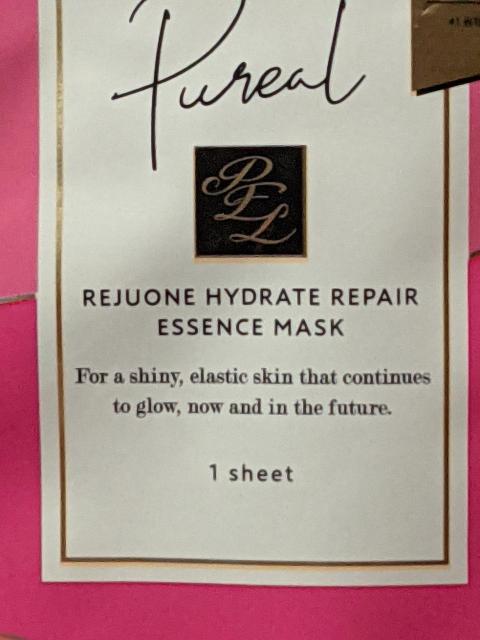 Pureal
PEL
REJUONE HYDRATE REPAIR
ESSENCE MASK
For a shiny, elastic skin that continues
to glow, now and in the future.
1 sheet